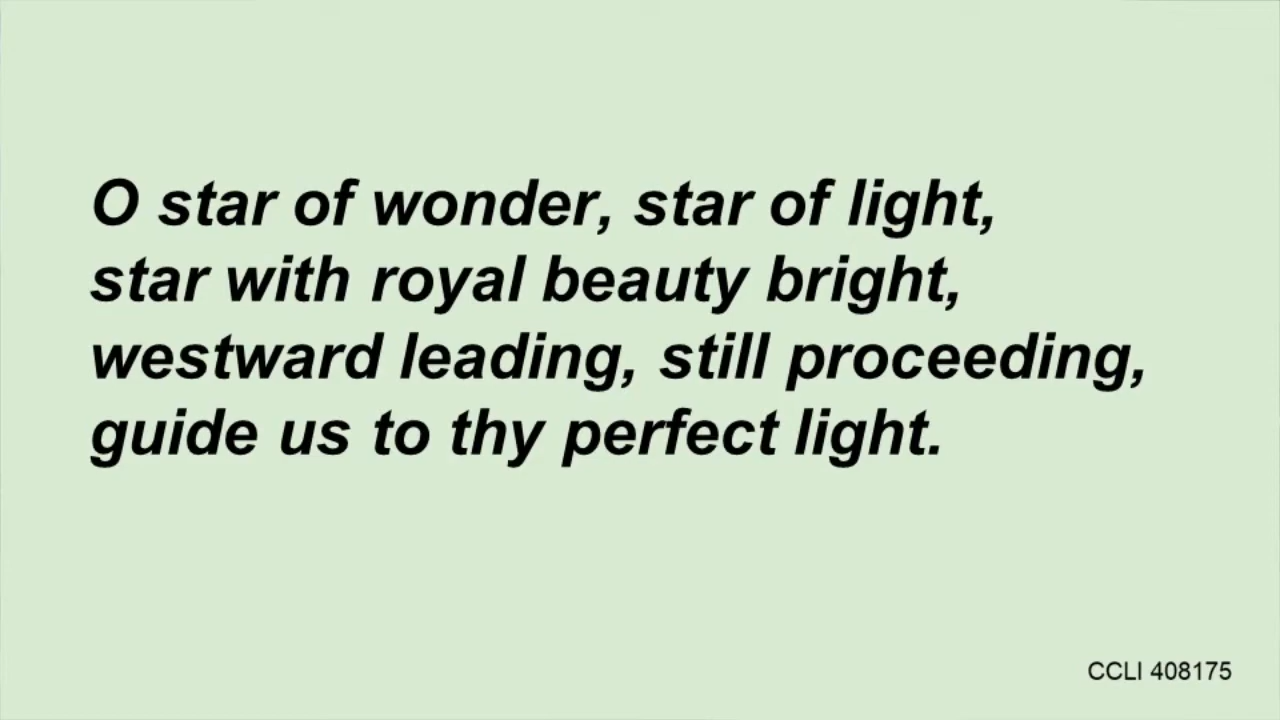 O star of wonder, star of light,
star with royal beauty bright,
westward leading, still proceeding,
guide us to thy perfect light.
CCLI 408175